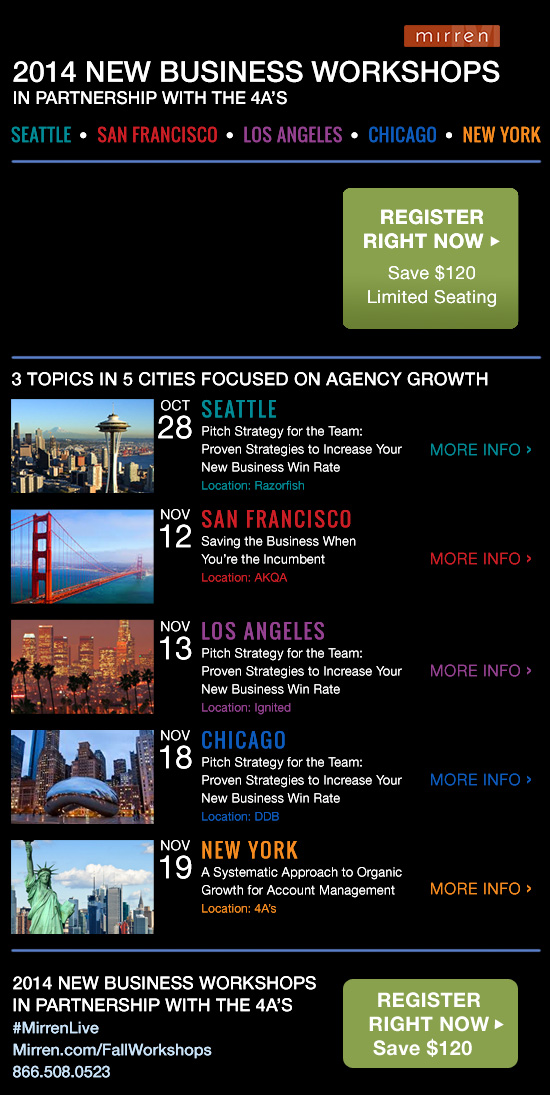 mirren
2014 NEW BUSINESS WORKSHOPS
IN PARTNERSHIP WITH THE 4A'S
SEATTLE • SAN FRANCISCO • LOS ANGELES • CHICAGO • NEW YORK
REGISTER
RIGHT NOW ▸
Save $120
Limited Seating
3 TOPICS IN 5 CITIES FOCUSED ON AGENCY GROWTH
OCT
28
SEATTLE
Pitch Strategy for the Team:
Proven Strategies to Increase Your
New Business Win Rate
Location: Razorfish
MORE INFO ›
NOV
12
SAN FRANCISCO
Saving the Business When
You're the Incumbent
Location: AKQA
MORE INFO ›
NOV
13
LOS ANGELES
Pitch Strategy for the Team:
Proven Strategies to Increase Your
New Business Win Rate
Location: Ignited
MORE INFO ›
NOV
18
CHICAGO
Pitch Strategy for the Team:
Proven Strategies to Increase Your
New Business Win Rate
Location: DDB
MORE INFO ›
NOV
19
NEW YORK
A Systematic Approach to Organic
Growth for Account Management
Location: 4A's
MORE INFO ›
2014 NEW BUSINESS WORKSHOPS
IN PARTNERSHIP WITH THE 4A'S
#MirrenLive
Mirren.com/FallWorkshops
866.508.0523
REGISTER
RIGHT NOW ▸
Save $120